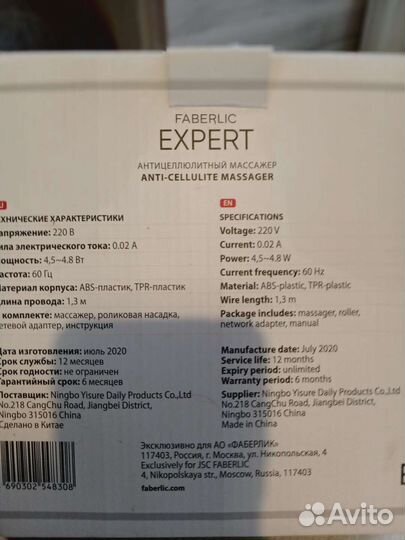 FABERLIC
EXPERT
АНТИЦЕЛЛЮЛИТНЫЙ МАССАЖЕР
ANTI-CELLULITE MASSAGER
ЕХНИЧЕСКИЕ ХАРАКТЕРИСТИКИ
апряжение: 220 В
ила электрического тока: 0.02 А
ощность: 4,5~4.8 Вт
астота: 60 Гц
атериал корпуса: ABS-пластик, TPR-пластик
лина провода: 1,3 м
комплекте: массажер, роликовая насадка,
етевой адаптер, инструкция
Дата изготовления: июль 2020
Срок службы: 12 месяцев
Срок годности: не ограничен
Гарантийный срок: 6 месяцев
Поставщик: Ningbo Yisure Daily Products Co.,Ltd
No.218 CangChu Road, Jiangbei District,
Ningbo 315016 China
Сделано в Китае
EN
SPECIFICATIONS
Voltage: 220 V
Current: 0.02 A
Power: 4,5~4.8 W
Current frequency: 60 Hz
Material: ABS-plastic, TPR-plastic
Wire length: 1,3 m
Package includes: massager, roller,
network adapter, manual
Manufacture date: July 2020
Service life: 12 months
Expiry period: unlimited
Warranty period: 6 months
Supplier: Ningbo Yisure Daily Products Co.,Ltd
No.218 CangChu Road, Jiangbei District,
Ningbo 315016 China
Made in China
Эксклюзивно для АО «ФАБЕРЛИК»
117403, Россия, г. Москва, ул. Никопольская, 4
Exclusively for JSC FABERLIC
4, Nikopolskaya str., Moscow, Russia, 117403
faberlic.com
690302 548308
E
Avito